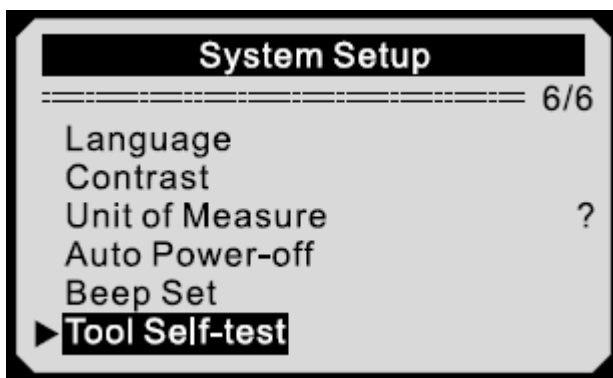 System Setup
6/6
Language
Contrast
Unit of Measure ?
Auto Power-off
Beep Set
Tool Self-test